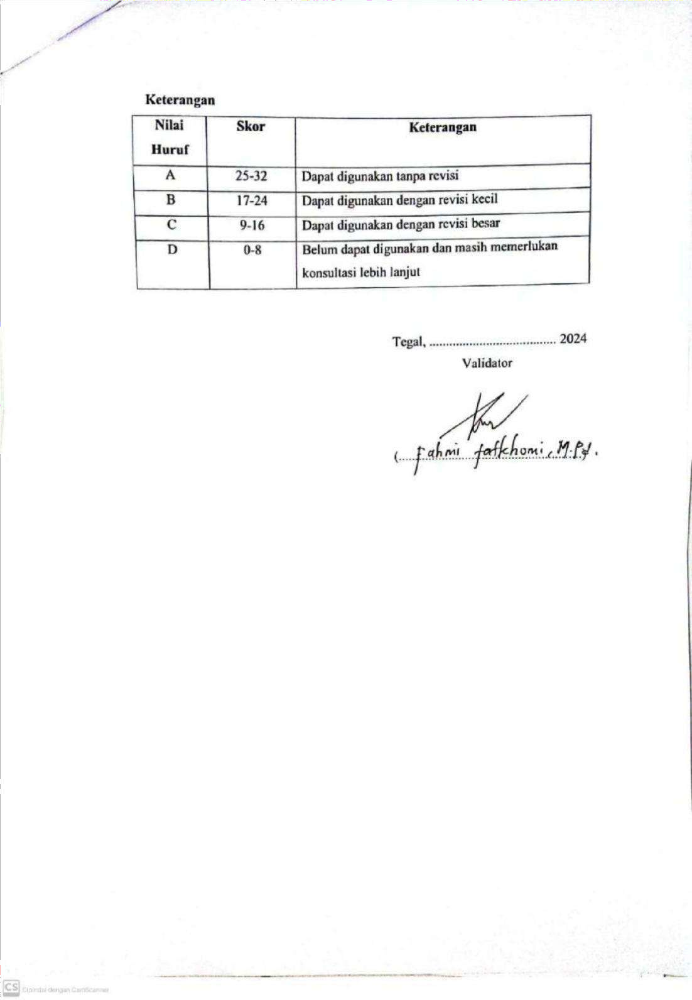 Keterangan
Nilai Huruf Skor Keterangan
A 25-32 Dapat digunakan tanpa revisi
B 17-24 Dapat digunakan dengan revisi kecil
C 9-16 Dapat digunakan dengan revisi besar
D 0-8 Belum dapat digunakan dan masih memerlukan
konsultasi lebih lanjut
Tegal, ...................................... 2024
Validator
(....Fahmi fatkhomi, M.Pd.
CS Dipindai dengan CamScanner